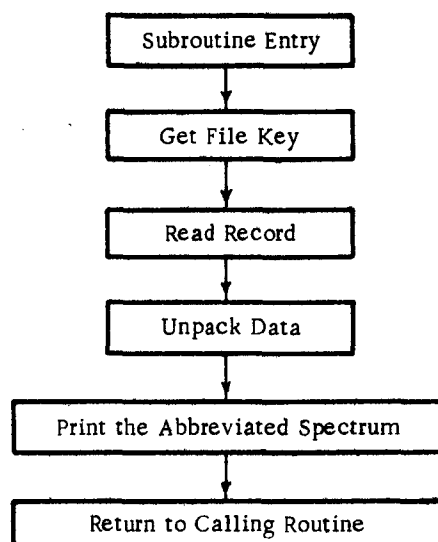 Subroutine Entry
Get File Key
Read Record
Unpack Data
Print the Abbreviated Spectrum
Return to Calling Routine